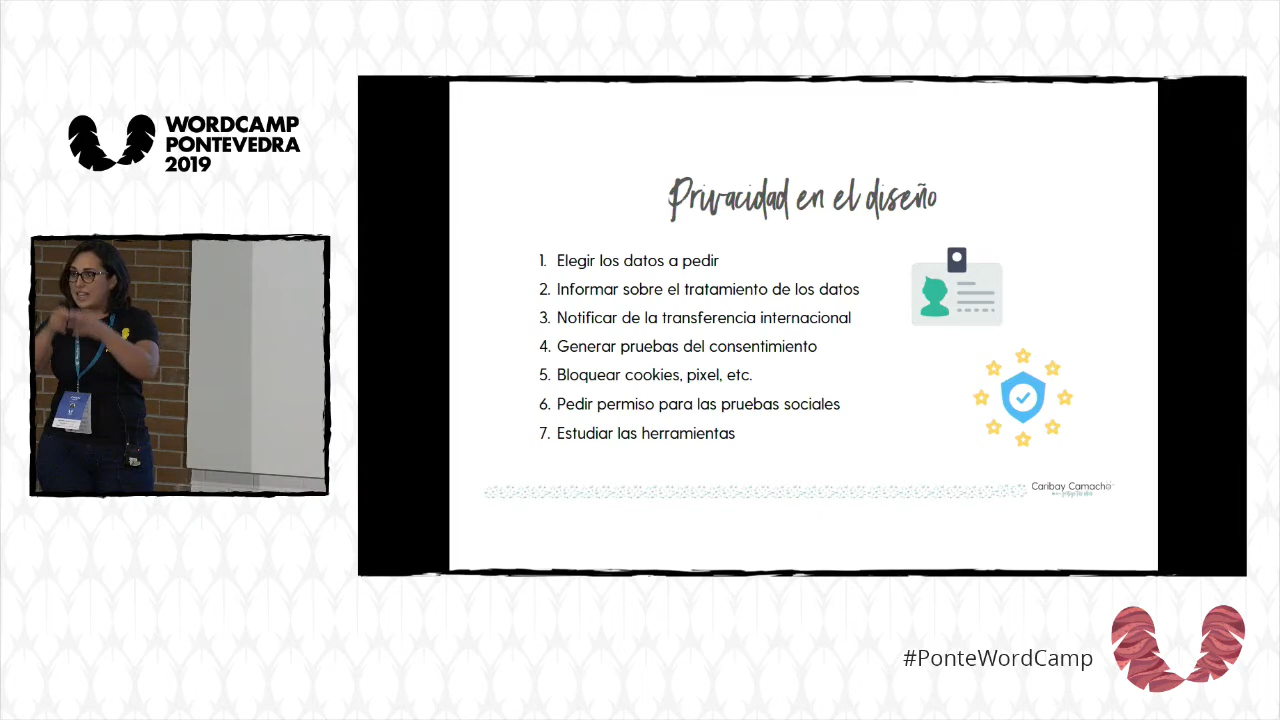 WORDCAMP
PONTEVEDRA
2019
Privacidad en el diseño
1. Elegir los datos a pedir
2. Informar sobre el tratamiento de los datos
3. Notificar de la transferencia internacional
4. Generar pruebas del consentimiento
5. Bloquear cookies, pixel, etc.
6. Pedir permiso para las pruebas sociales
7. Estudiar las herramientas
Caribay Camacho
#PonteWordCamp